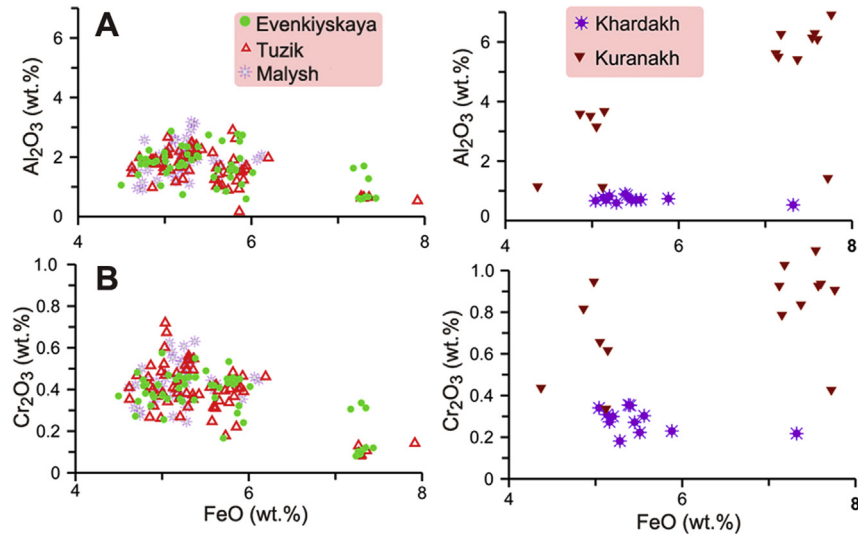 A
Evenkiyskaya
Tuzik
Malysh
Al₂O₃ (wt.%)
6
4
2
0
4
6
8
Khardakh
Kuranakh
Al₂O₃ (wt.%)
6
4
2
0
4
6
8
B
Cr₂O₃ (wt.%)
1.0
0.8
0.6
0.4
0.2
0
4
6
8
FeO (wt.%)
Cr₂O₃ (wt.%)
1.0
0.8
0.6
0.4
0.2
0
4
6
8
FeO (wt.%)